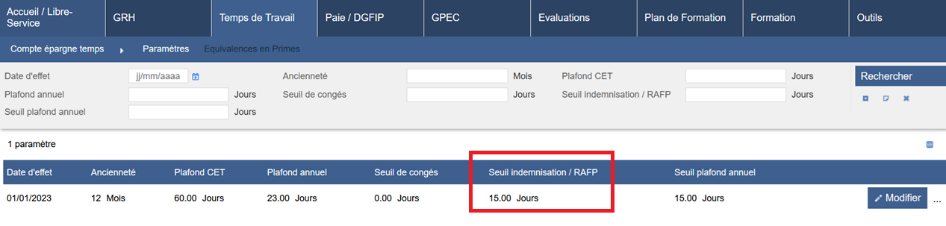 Accueil / Libre-Service GRH Temps de Travail Paie / DGFIP GPEC Evaluations Plan de Formation Formation Outils
Compte épargne temps Paramètres Equivalences en Primes
Date d'effet jj/mm/aaaa Ancienneté Mois Plafond CET Jours Rechercher
Plafond annuel Jours Seuil de congés Jours Seuil indemnisation / RAFP Jours
Seuil plafond annuel Jours
1 paramètre
Date d'effet Ancienneté Plafond CET Plafond annuel Seuil de congés Seuil indemnisation / RAFP Seuil plafond annuel
01/01/2023 12 Mois 60.00 Jours 23.00 Jours 0.00 Jours 15.00 Jours 15.00 Jours Modifier ...